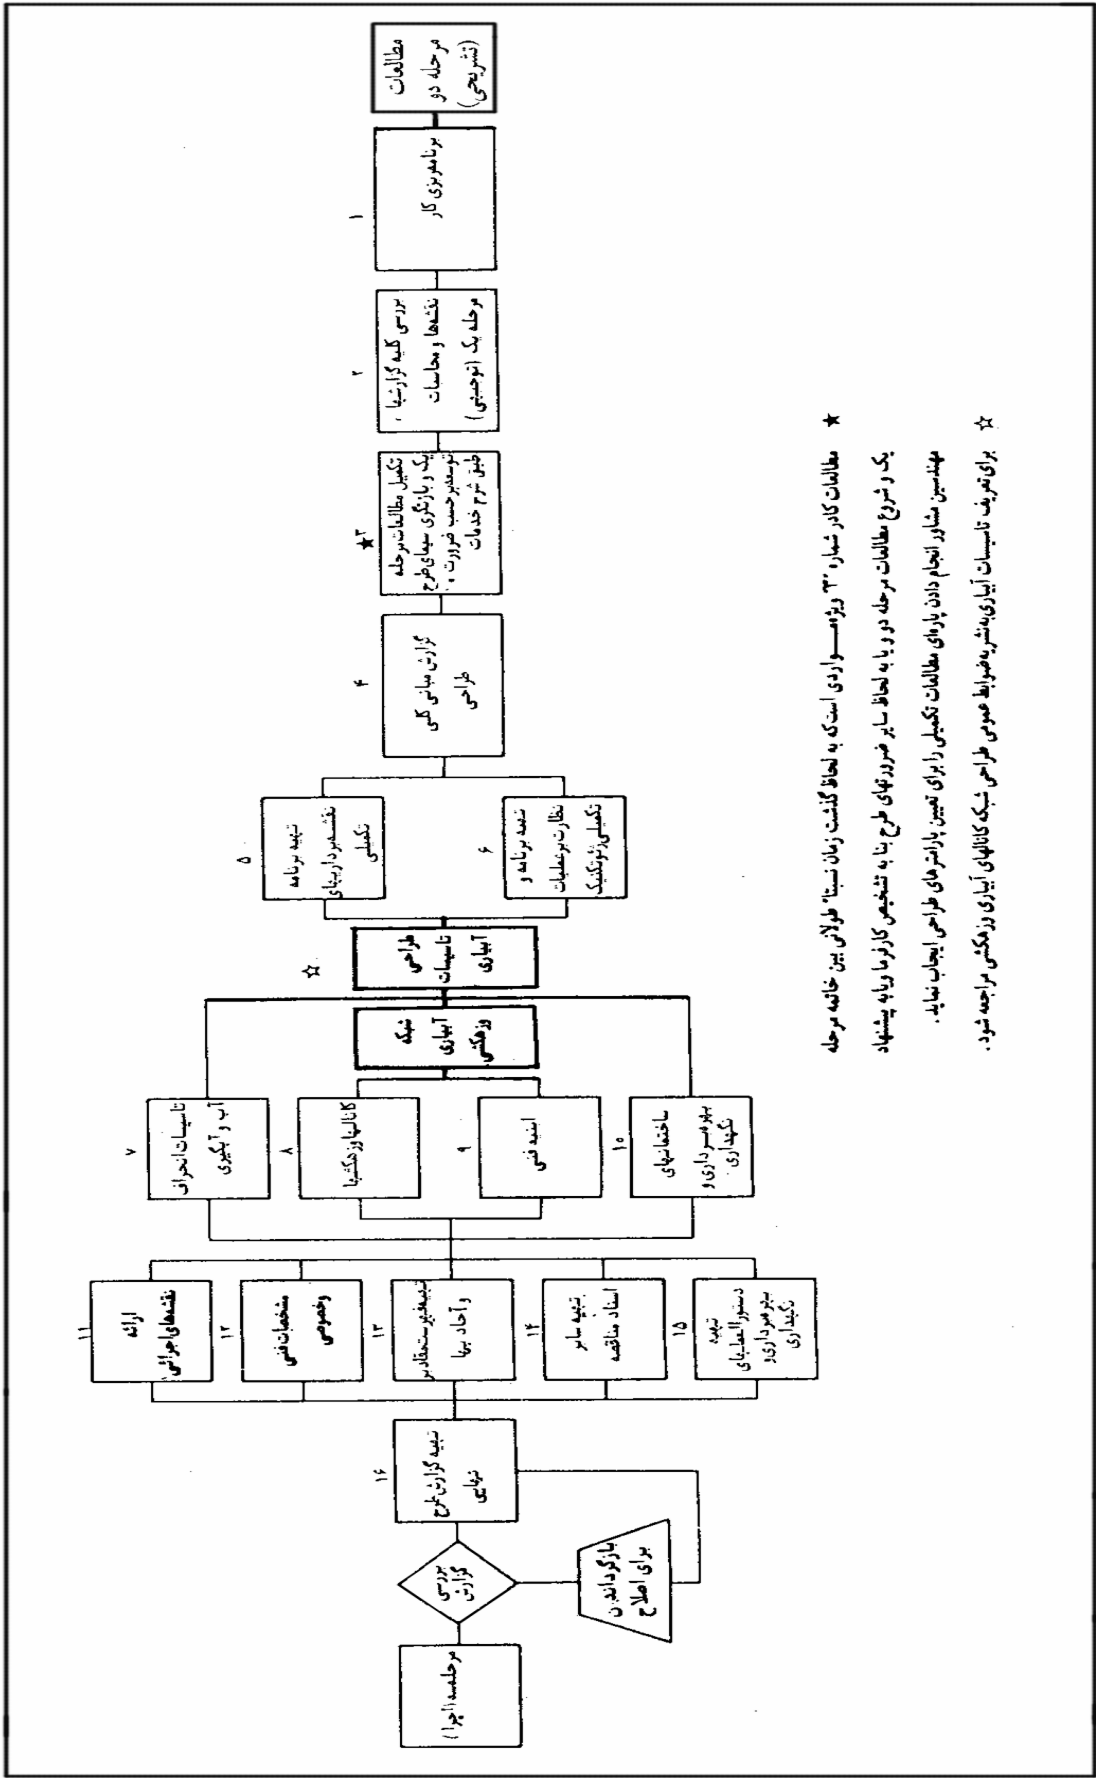 مطالعات
مرحله دو
(تشریحی)
۱
برنامه‌ریزی کار
۲
بررسی کلیه گزارشها،
نقشه‌ها و محاسبات
مرحله یک (توجیهی)
★۳
تکمیل مطالعات مرحله
یک و بازنگری سیمای طرح
توسعه بر حسب ضرورت،
طبق شرح خدمات
۴
گزارش مبانی کلی
طراحی
۵
تهیه برنامه
نقشه‌برداریهای
تکمیلی
۶
تهیه برنامه و
نظارت بر عملیات
تکمیلی ژئوتکنیک
☆
طراحی
تاسیسات
آبیاری
شبکه
آبیاری
وزهکشی
۷
تاسیسات انحراف
آب و آبگیری
۸
کانالها و زهکشها
۹
ابنیه فنی
۱۰
ساختمانهای
بهره‌برداری و
نگهداری
۱۱
ارائه
نقشه‌های اجرائی
۱۲
مشخصات فنی
وخصوصی
۱۳
تهیه فهرست مقادیر
و آحاد بها
۱۴
تهیه سایر
اسناد مناقصه
۱۵
تهیه
دستورالعملهای
بهره‌برداری و
نگهداری
۱۶
تهیه گزارش طرح
نهایی
بررسی
گزارش
بازگرداندن
برای اصلاح
مرحله سه (اجرا)
★ مطالعات کادر شماره "۳" ویژه مواردی است که به لحاظ گذشت زمان نسبتا" طولانی بین خاتمه مرحله
یک و شروع مطالعات مرحله دو و یا به لحاظ سایر ضرورتهای طرح بنا به تشخیص کارفرما و یا به پیشنهاد
مهندسین مشاور انجام دادن پاره‌ای مطالعات تکمیلی را برای تعیین پارامترهای طراحی ایجاب نماید.
☆ برای تعریف تاسیسات آبیاری به نشریه ضوابط عمومی طراحی شبکه کانالهای آبیاری وزهکشی مراجعه شود.